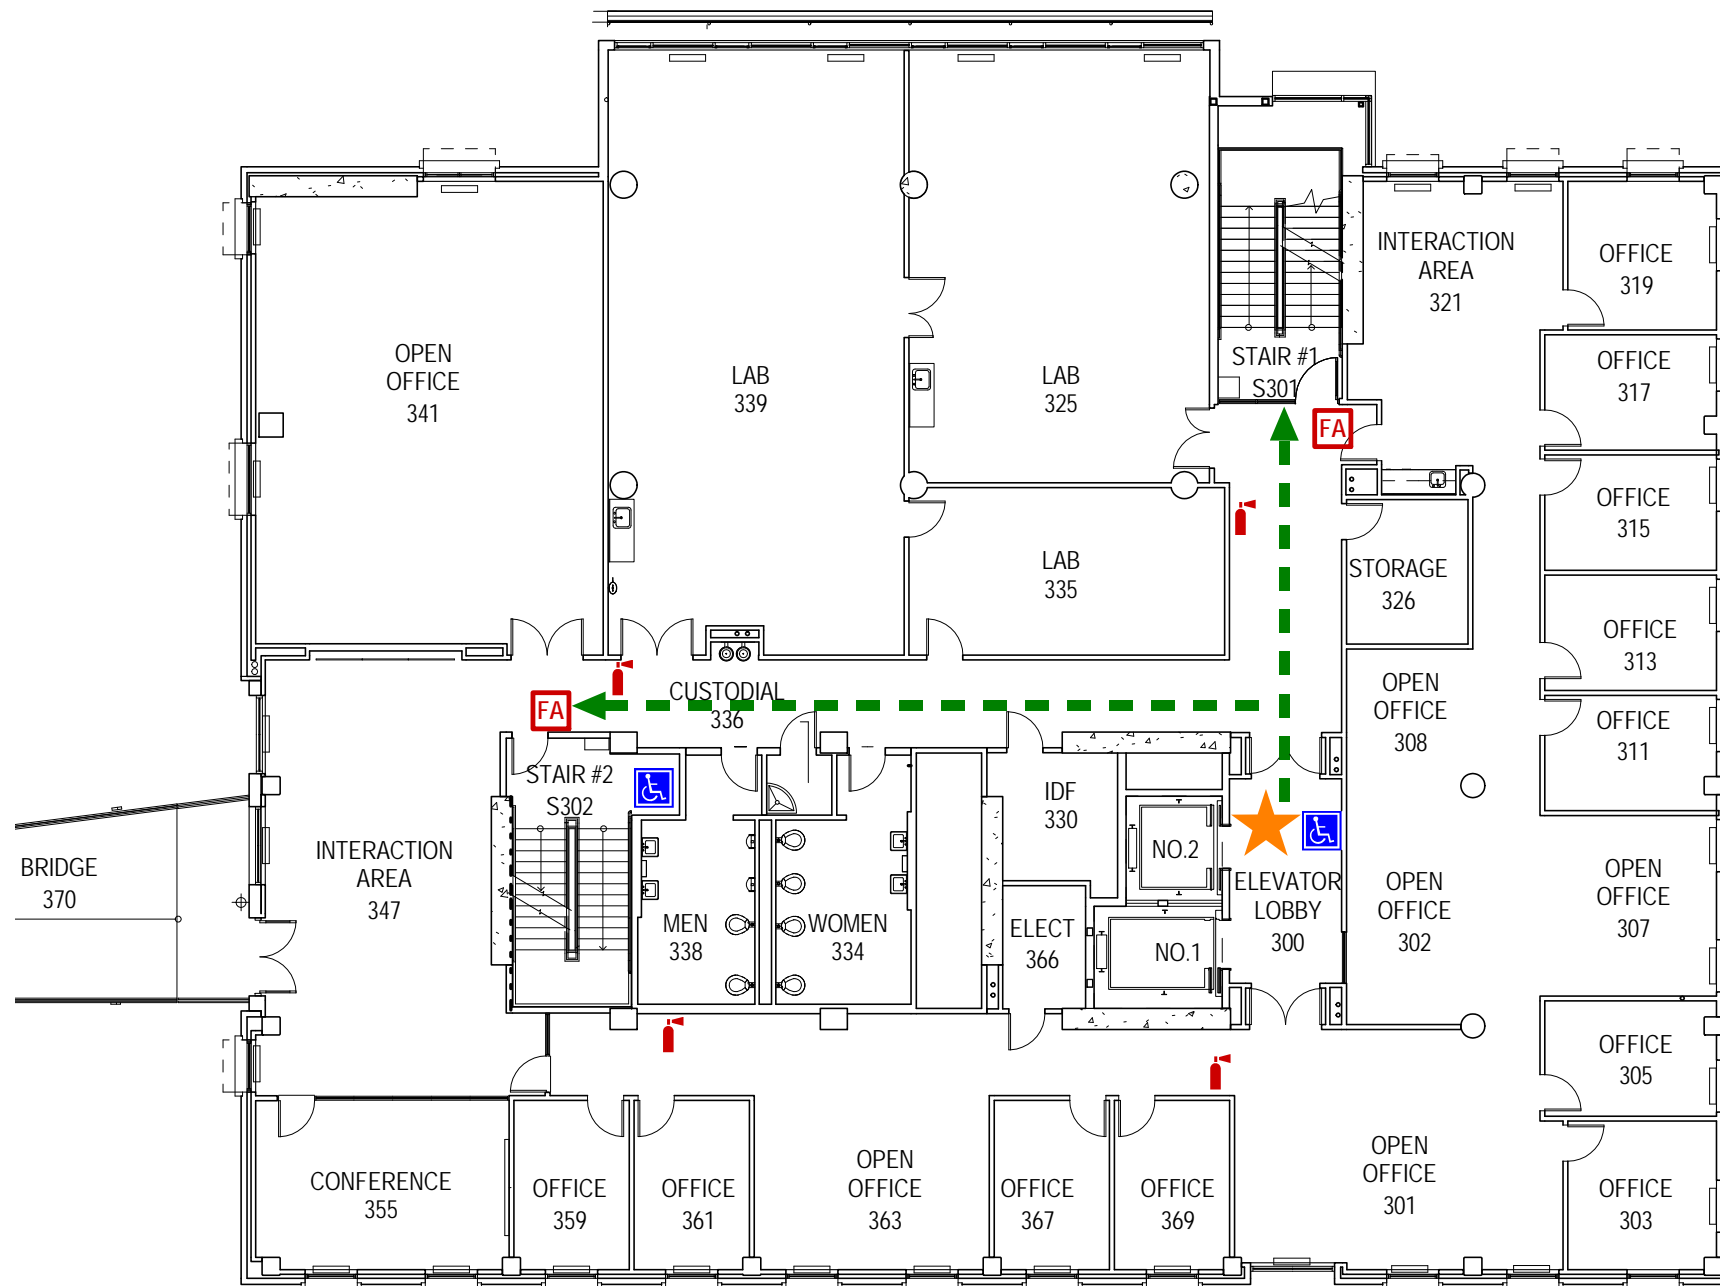 INTERACTION
AREA
321
OFFICE
319
OPEN
OFFICE
341
LAB
339
LAB
325
STAIR #1
S301
OFFICE
317
FA
OFFICE
315
LAB
335
STORAGE
326
OFFICE
313
CUSTODIAL
336
FA
OPEN
OFFICE
308
OFFICE
311
STAIR #2
S302
IDF
330
NO.2
BRIDGE
370
INTERACTION
AREA
347
MEN
338
WOMEN
334
ELECT
366
NO.1
ELEVATOR
LOBBY
300
OPEN
OFFICE
302
OPEN
OFFICE
307
OFFICE
305
CONFERENCE
355
OFFICE
359
OFFICE
361
OPEN
OFFICE
363
OFFICE
367
OFFICE
369
OPEN
OFFICE
301
OFFICE
303